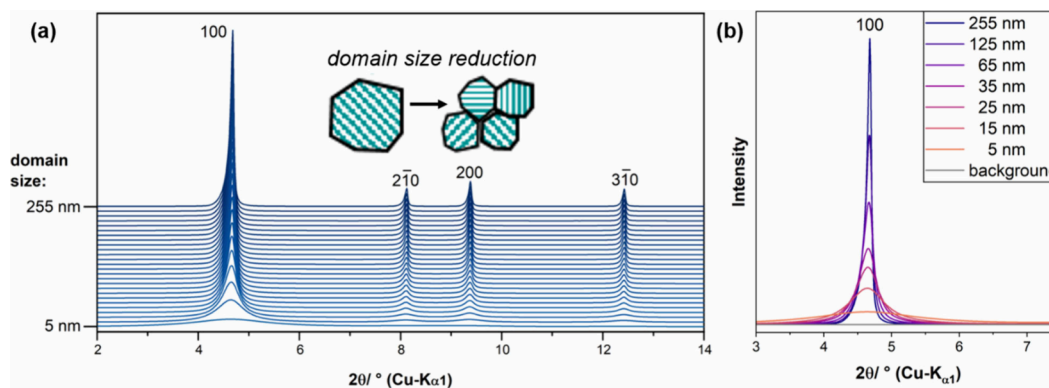 (a)
100
domain size reduction
domain
size:
255 nm
5 nm
21̄0
200
31̄0
2 4 6 8 10 12 14
2θ/ ° (Cu-Kα1)
(b)
100
255 nm
125 nm
65 nm
35 nm
25 nm
15 nm
5 nm
background
Intensity
3 4 5 6 7
2θ/ ° (Cu-Kα1)